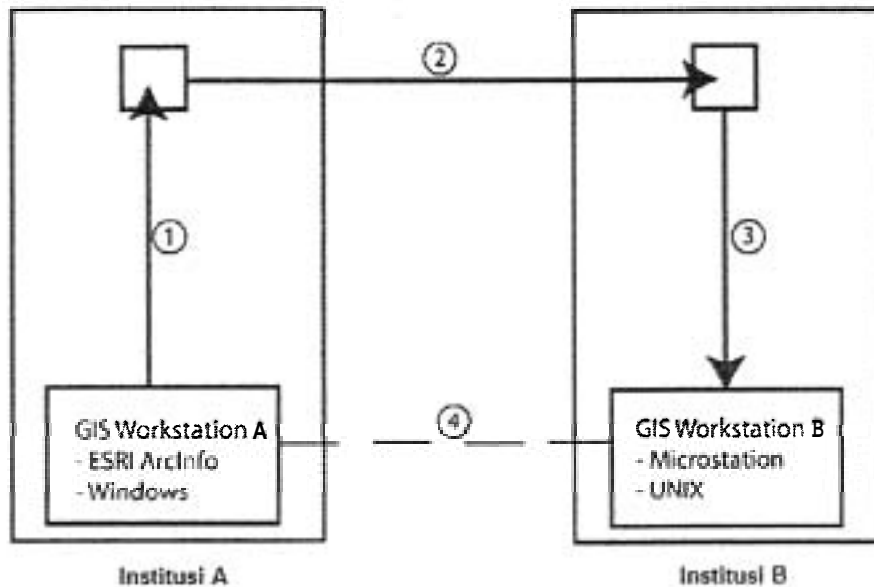 2
1
3
4
GIS Workstation A
- ESRI ArcInfo
- Windows
GIS Workstation B
- Microstation
- UNIX
Institusi A
Institusi B